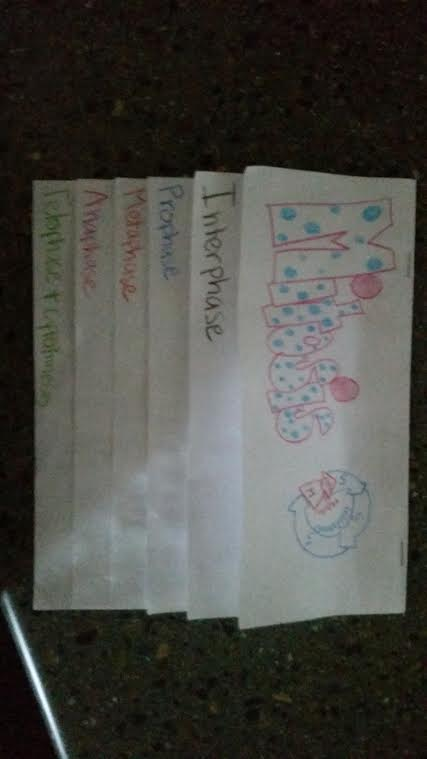 Mitosis
Interphase
Prophase
Metaphase
Anaphase
Telophase + Cytokinesis